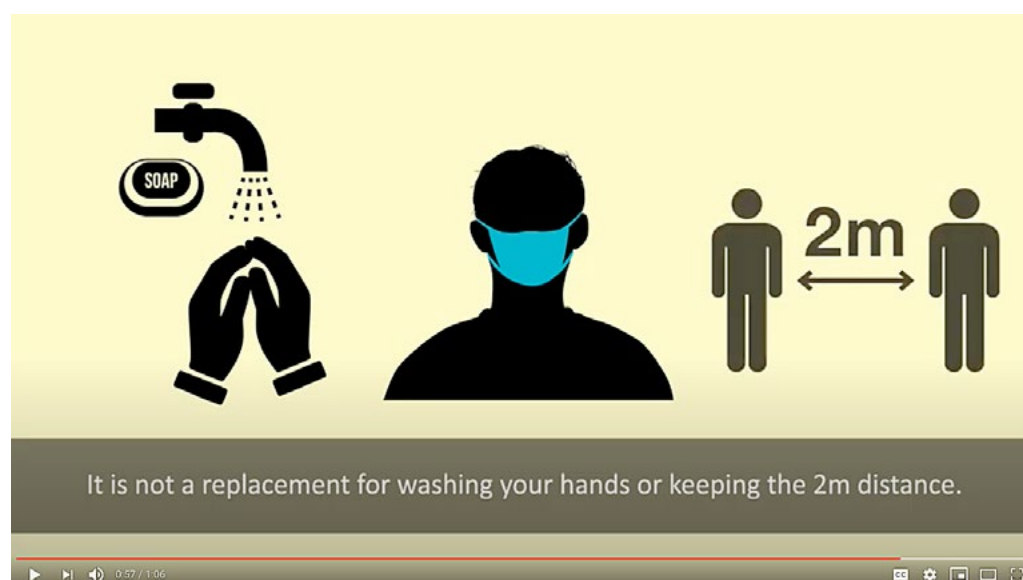 SOAP
2m
It is not a replacement for washing your hands or keeping the 2m distance.
0:57 / 1:06
CC